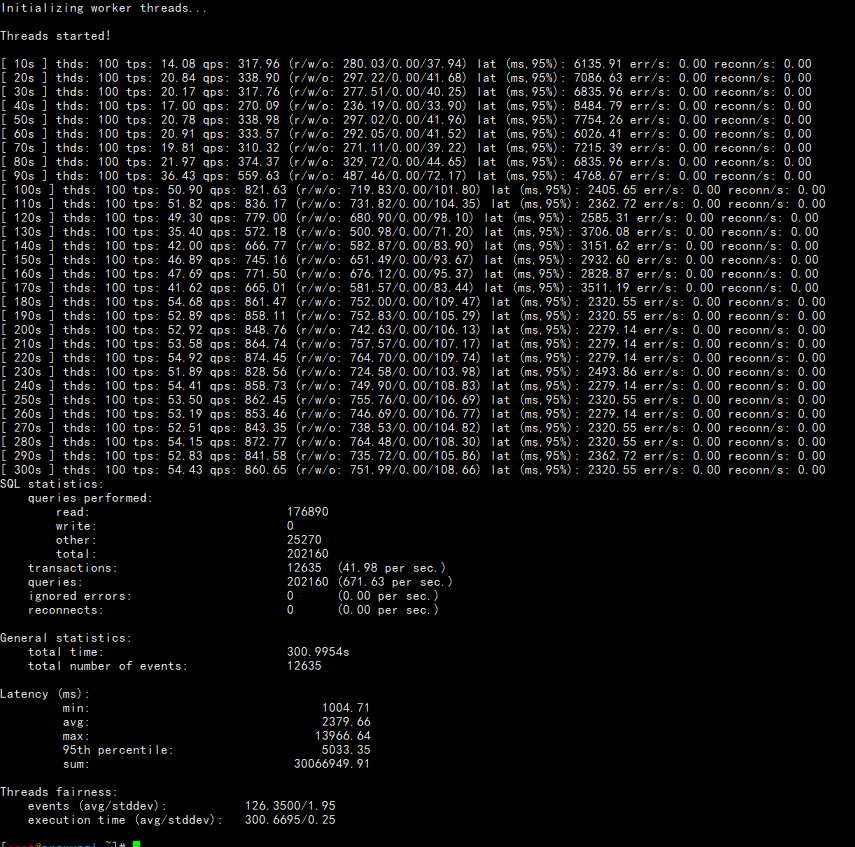 Initializing worker threads...
Threads started!
[ 10s ] thds: 100 tps: 14.08 qps: 317.96 (r/w/o: 280.03/0.00/37.94) lat (ms,95%): 6135.91 err/s: 0.00 reconn/s: 0.00
[ 20s ] thds: 100 tps: 20.84 qps: 338.90 (r/w/o: 297.22/0.00/41.68) lat (ms,95%): 7086.63 err/s: 0.00 reconn/s: 0.00
[ 30s ] thds: 100 tps: 20.17 qps: 317.76 (r/w/o: 277.51/0.00/40.25) lat (ms,95%): 6835.96 err/s: 0.00 reconn/s: 0.00
[ 40s ] thds: 100 tps: 17.00 qps: 270.09 (r/w/o: 236.19/0.00/33.90) lat (ms,95%): 8484.79 err/s: 0.00 reconn/s: 0.00
[ 50s ] thds: 100 tps: 20.78 qps: 338.98 (r/w/o: 297.02/0.00/41.96) lat (ms,95%): 7754.26 err/s: 0.00 reconn/s: 0.00
[ 60s ] thds: 100 tps: 20.91 qps: 333.57 (r/w/o: 292.05/0.00/41.52) lat (ms,95%): 6026.41 err/s: 0.00 reconn/s: 0.00
[ 70s ] thds: 100 tps: 19.81 qps: 310.32 (r/w/o: 271.11/0.00/39.22) lat (ms,95%): 7215.39 err/s: 0.00 reconn/s: 0.00
[ 80s ] thds: 100 tps: 21.97 qps: 374.37 (r/w/o: 329.72/0.00/44.65) lat (ms,95%): 6835.96 err/s: 0.00 reconn/s: 0.00
[ 90s ] thds: 100 tps: 36.43 qps: 559.63 (r/w/o: 487.46/0.00/72.17) lat (ms,95%): 4768.67 err/s: 0.00 reconn/s: 0.00
[ 100s ] thds: 100 tps: 50.90 qps: 821.63 (r/w/o: 719.83/0.00/101.80) lat (ms,95%): 2405.65 err/s: 0.00 reconn/s: 0.00
[ 110s ] thds: 100 tps: 51.82 qps: 836.17 (r/w/o: 731.82/0.00/104.35) lat (ms,95%): 2362.72 err/s: 0.00 reconn/s: 0.00
[ 120s ] thds: 100 tps: 49.30 qps: 779.00 (r/w/o: 680.90/0.00/98.10) lat (ms,95%): 2585.31 err/s: 0.00 reconn/s: 0.00
[ 130s ] thds: 100 tps: 35.40 qps: 572.18 (r/w/o: 500.98/0.00/71.20) lat (ms,95%): 3706.08 err/s: 0.00 reconn/s: 0.00
[ 140s ] thds: 100 tps: 42.00 qps: 666.77 (r/w/o: 582.87/0.00/83.90) lat (ms,95%): 3151.62 err/s: 0.00 reconn/s: 0.00
[ 150s ] thds: 100 tps: 46.89 qps: 745.16 (r/w/o: 651.49/0.00/93.67) lat (ms,95%): 2932.60 err/s: 0.00 reconn/s: 0.00
[ 160s ] thds: 100 tps: 47.69 qps: 771.50 (r/w/o: 676.12/0.00/95.37) lat (ms,95%): 2828.87 err/s: 0.00 reconn/s: 0.00
[ 170s ] thds: 100 tps: 41.62 qps: 665.01 (r/w/o: 581.57/0.00/83.44) lat (ms,95%): 3511.19 err/s: 0.00 reconn/s: 0.00
[ 180s ] thds: 100 tps: 54.68 qps: 861.47 (r/w/o: 752.00/0.00/109.47) lat (ms,95%): 2320.55 err/s: 0.00 reconn/s: 0.00
[ 190s ] thds: 100 tps: 52.89 qps: 858.11 (r/w/o: 752.83/0.00/105.29) lat (ms,95%): 2320.55 err/s: 0.00 reconn/s: 0.00
[ 200s ] thds: 100 tps: 52.92 qps: 848.76 (r/w/o: 742.63/0.00/106.13) lat (ms,95%): 2279.14 err/s: 0.00 reconn/s: 0.00
[ 210s ] thds: 100 tps: 53.58 qps: 864.74 (r/w/o: 757.57/0.00/107.17) lat (ms,95%): 2279.14 err/s: 0.00 reconn/s: 0.00
[ 220s ] thds: 100 tps: 54.92 qps: 874.45 (r/w/o: 764.70/0.00/109.74) lat (ms,95%): 2279.14 err/s: 0.00 reconn/s: 0.00
[ 230s ] thds: 100 tps: 51.89 qps: 828.56 (r/w/o: 724.58/0.00/103.98) lat (ms,95%): 2493.86 err/s: 0.00 reconn/s: 0.00
[ 240s ] thds: 100 tps: 54.41 qps: 858.73 (r/w/o: 749.90/0.00/108.83) lat (ms,95%): 2279.14 err/s: 0.00 reconn/s: 0.00
[ 250s ] thds: 100 tps: 53.50 qps: 862.45 (r/w/o: 755.76/0.00/106.69) lat (ms,95%): 2320.55 err/s: 0.00 reconn/s: 0.00
[ 260s ] thds: 100 tps: 53.19 qps: 853.46 (r/w/o: 746.69/0.00/106.77) lat (ms,95%): 2279.14 err/s: 0.00 reconn/s: 0.00
[ 270s ] thds: 100 tps: 52.51 qps: 843.35 (r/w/o: 738.53/0.00/104.82) lat (ms,95%): 2320.55 err/s: 0.00 reconn/s: 0.00
[ 280s ] thds: 100 tps: 54.15 qps: 872.77 (r/w/o: 764.48/0.00/108.30) lat (ms,95%): 2320.55 err/s: 0.00 reconn/s: 0.00
[ 290s ] thds: 100 tps: 52.83 qps: 841.58 (r/w/o: 735.72/0.00/105.86) lat (ms,95%): 2362.72 err/s: 0.00 reconn/s: 0.00
[ 300s ] thds: 100 tps: 54.43 qps: 860.65 (r/w/o: 751.99/0.00/108.66) lat (ms,95%): 2320.55 err/s: 0.00 reconn/s: 0.00
SQL statistics:
queries performed:
read: 176890
write: 0
other: 25270
total: 202160
transactions: 12635 (41.98 per sec.)
queries: 202160 (671.63 per sec.)
ignored errors: 0 (0.00 per sec.)
reconnects: 0 (0.00 per sec.)
General statistics:
total time: 300.9954s
total number of events: 12635
Latency (ms):
min: 1004.71
avg: 2379.66
max: 13966.64
95th percentile: 5033.35
sum: 30066949.91
Threads fairness:
events (avg/stddev): 126.3500/1.95
execution time (avg/stddev): 300.6695/0.25